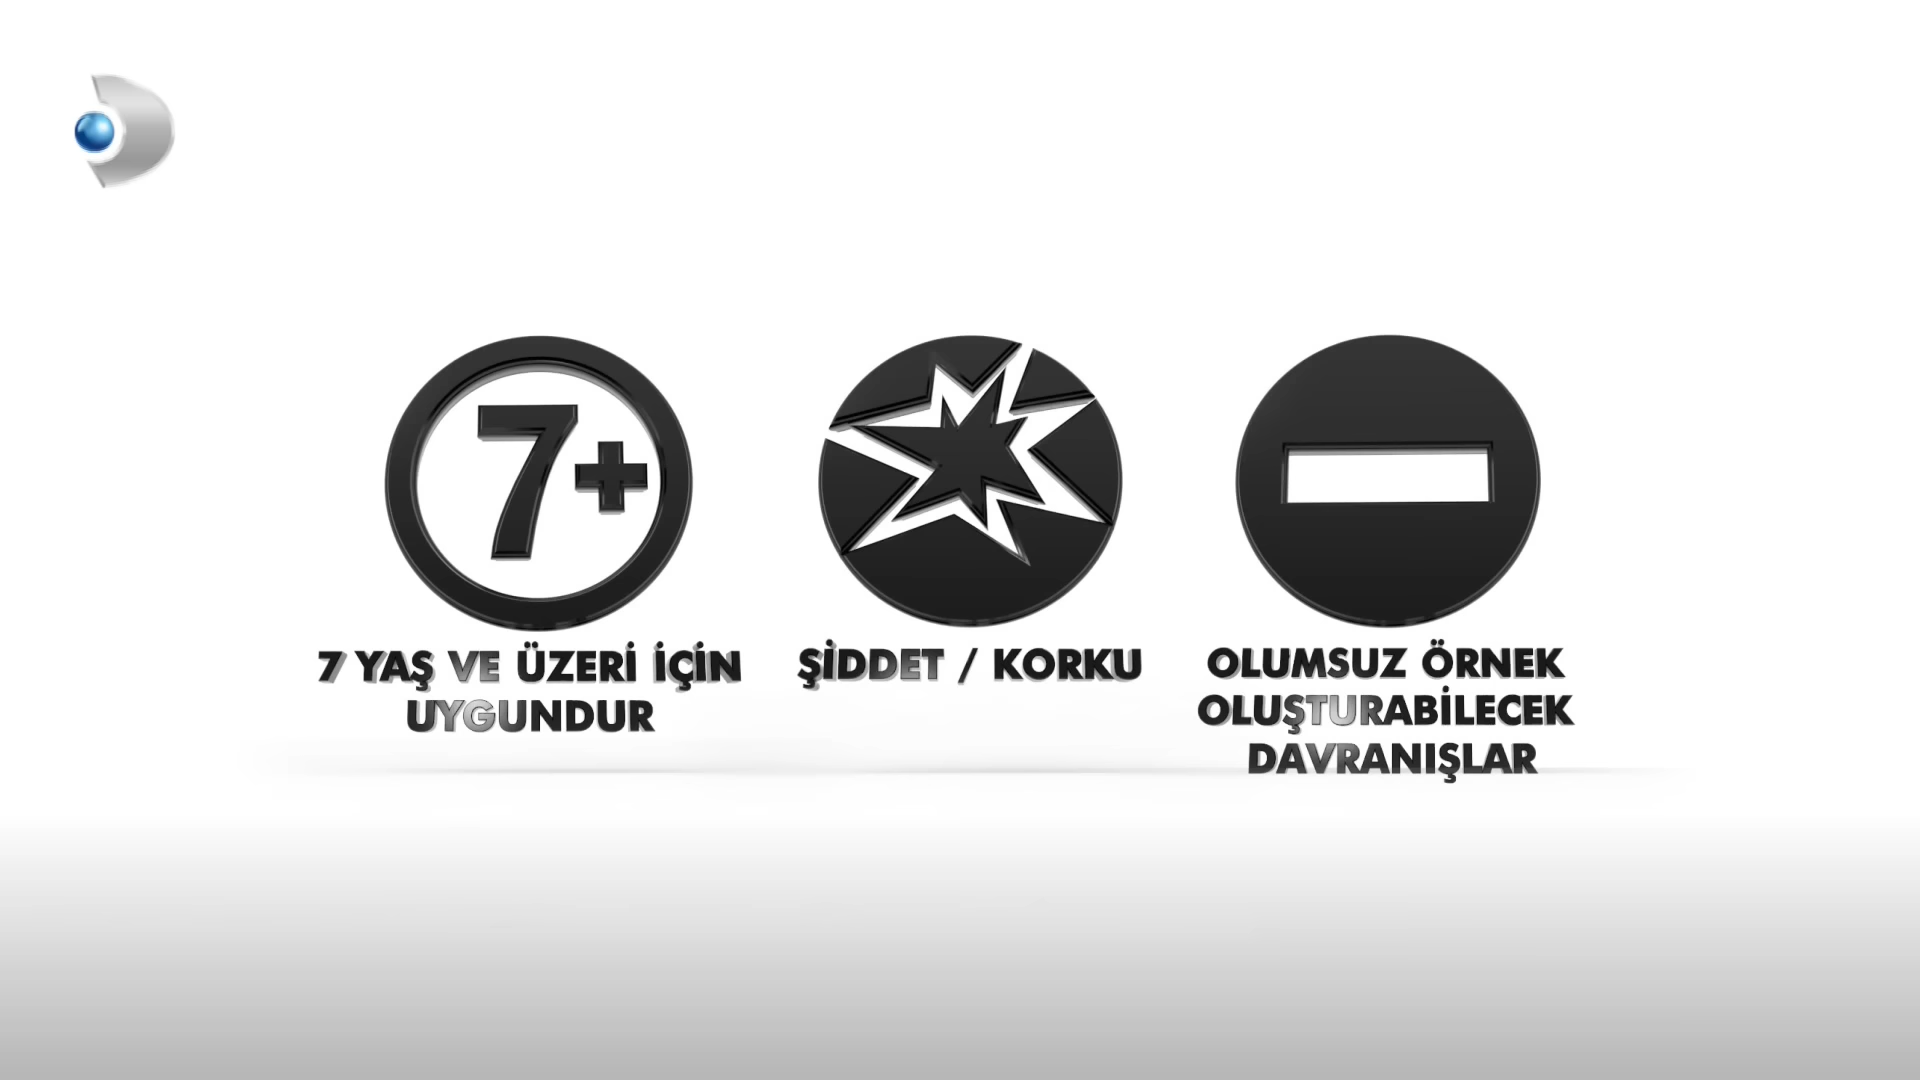 7+
7 YAŞ VE ÜZERİ İÇİN
UYGUNDUR
ŞİDDET / KORKU
OLUMSUZ ÖRNEK
OLUŞTURABİLECEK
DAVRANIŞLAR